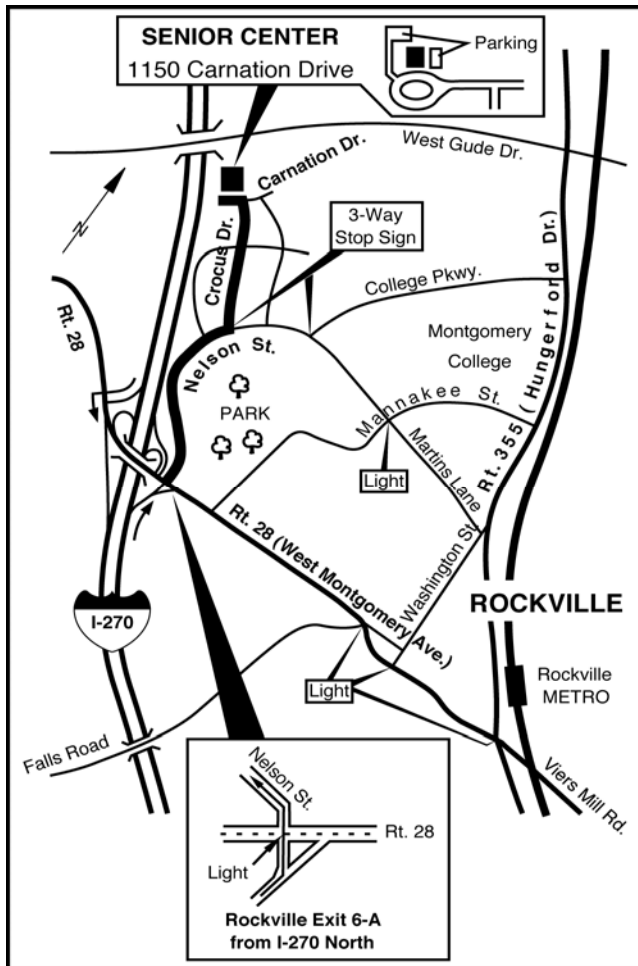 SENIOR CENTER
1150 Carnation Drive
Parking
West Gude Dr.
Carnation Dr.
N
3-Way
Stop Sign
Crocus Dr.
College Pkwy.
Rt. 28
Nelson St.
Montgomery
College
Rt. 355 (Hungerford Dr.)
PARK
Mannakee St.
Martins Lane
Light
Rt. 28 (West Montgomery Ave.)
Washington St.
ROCKVILLE
I-270
Rockville
METRO
Light
Falls Road
Viers Mill Rd.
Nelson St.
Rt. 28
Light
Rockville Exit 6-A
from I-270 North